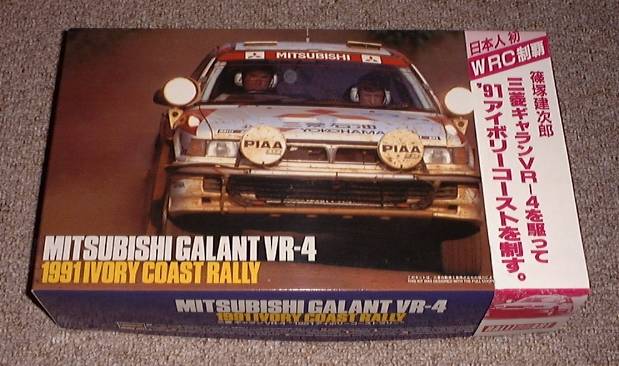 MITSUBISHI
YOKOHAMA
PIAA
PIAA
MITSUBISHI GALANT VR-4
1991 IVORY COAST RALLY
日本人初
WRC制覇
篠塚建次郎
三菱ギャランVR-4を駆って
'91アイボリーコーストを制す。
MITSUBISHI GALANT VR-4
1991 IVORY COAST RALLY